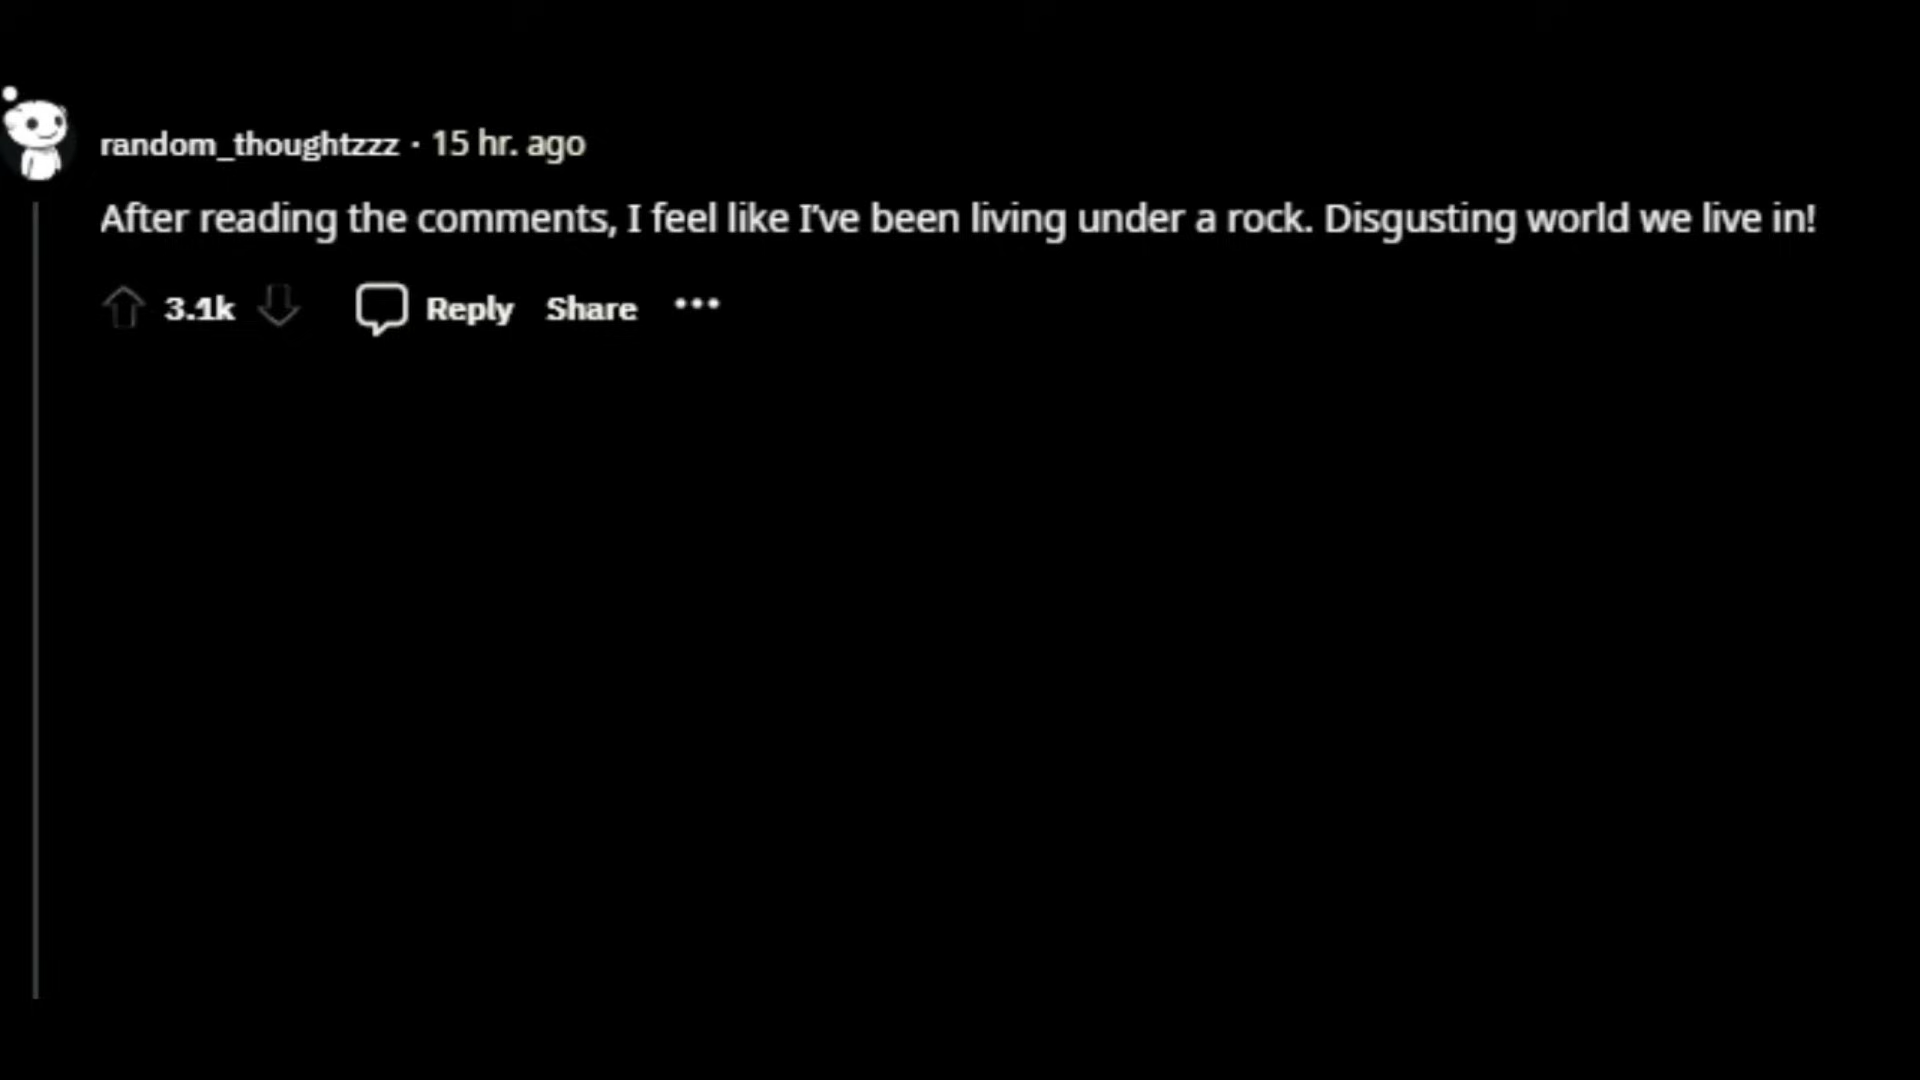 random_thoughtzzz · 15 hr. ago
After reading the comments, I feel like I've been living under a rock. Disgusting world we live in!
3.1k Reply Share •••